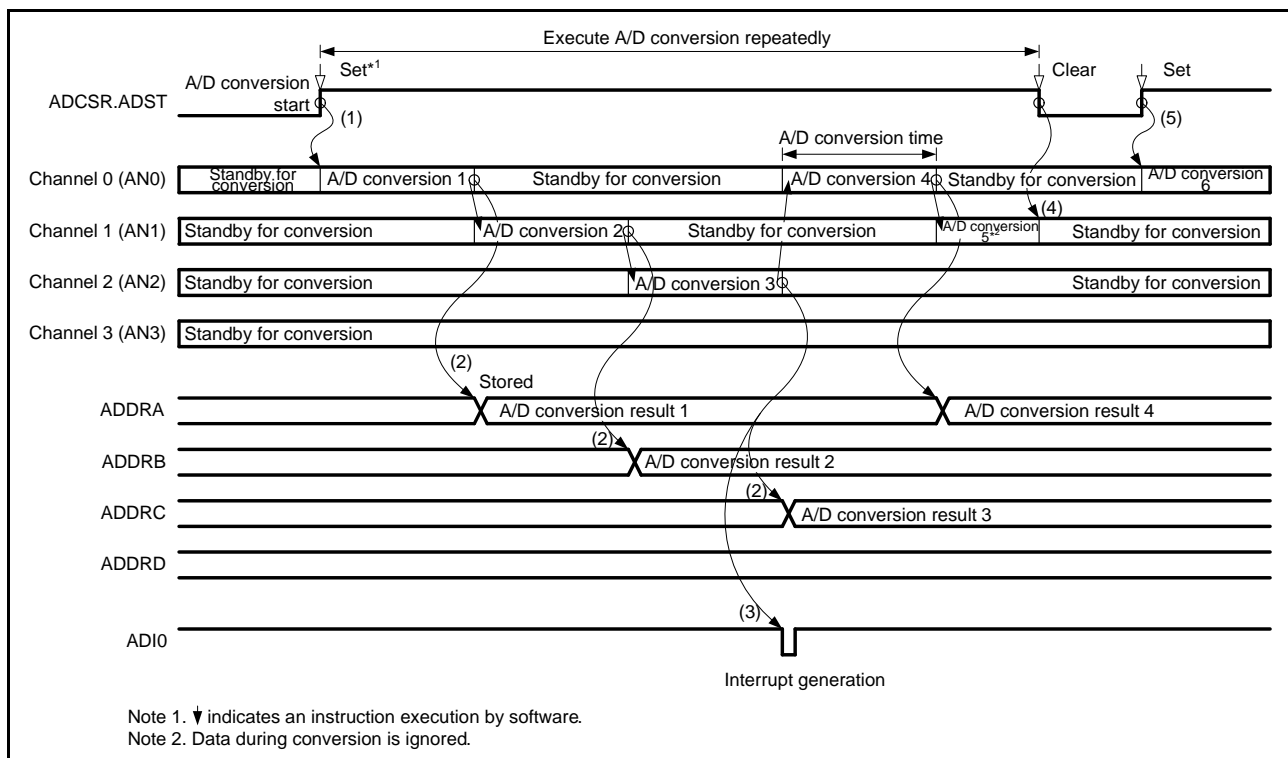 Execute A/D conversion repeatedly
Set*1
Clear
Set
A/D conversion
start
ADCSR.ADST
(1)
(5)
A/D conversion time
Channel 0 (AN0)
Standby for
conversion
A/D conversion 1
Standby for conversion
A/D conversion 4
Standby for conversion
A/D conversion
6
(4)
Channel 1 (AN1)
Standby for conversion
A/D conversion 2
Standby for conversion
A/D conversion
5*2
Standby for conversion
Channel 2 (AN2)
Standby for conversion
A/D conversion 3
Standby for conversion
Channel 3 (AN3)
Standby for conversion
(2)
Stored
ADDRA
A/D conversion result 1
A/D conversion result 4
(2)
ADDRB
A/D conversion result 2
(2)
ADDRC
A/D conversion result 3
ADDRD
(3)
ADI0
Interrupt generation
Note 1. indicates an instruction execution by software.
Note 2. Data during conversion is ignored.